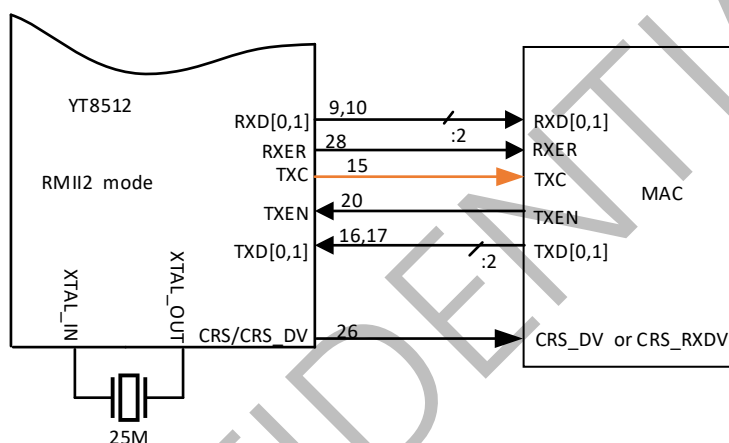 YT8512
RMII2 mode
RXD[0,1]
RXER
TXC
TXEN
TXD[0,1]
CRS/CRS_DV
XTAL_IN
XTAL_OUT
25M
9,10
:2
28
15
20
16,17
:2
26
RXD[0,1]
RXER
TXC
TXEN
TXD[0,1]
CRS_DV or CRS_RXDV
MAC
FIDENTI